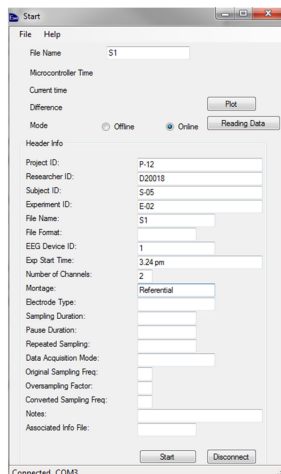 Start
File Help
File Name S1
Microcontroller Time
Current time
Difference
Plot
Mode Offline Online Reading Data
Header Info
Project ID: P-12
Researcher ID: D20018
Subject ID: S-05
Experiment ID: E-02
File Name: S1
File Format:
EEG Device ID: 1
Exp Start Time: 3.24 pm
Number of Channels: 2
Montage: Referential
Electrode Type:
Sampling Duration:
Pause Duration:
Repeated Sampling:
Data Acquisition Mode:
Original Sampling Freq:
Oversampling Factor:
Converted Sampling Freq:
Notes:
Associated Info File:
Start Disconnect
Connected COM3